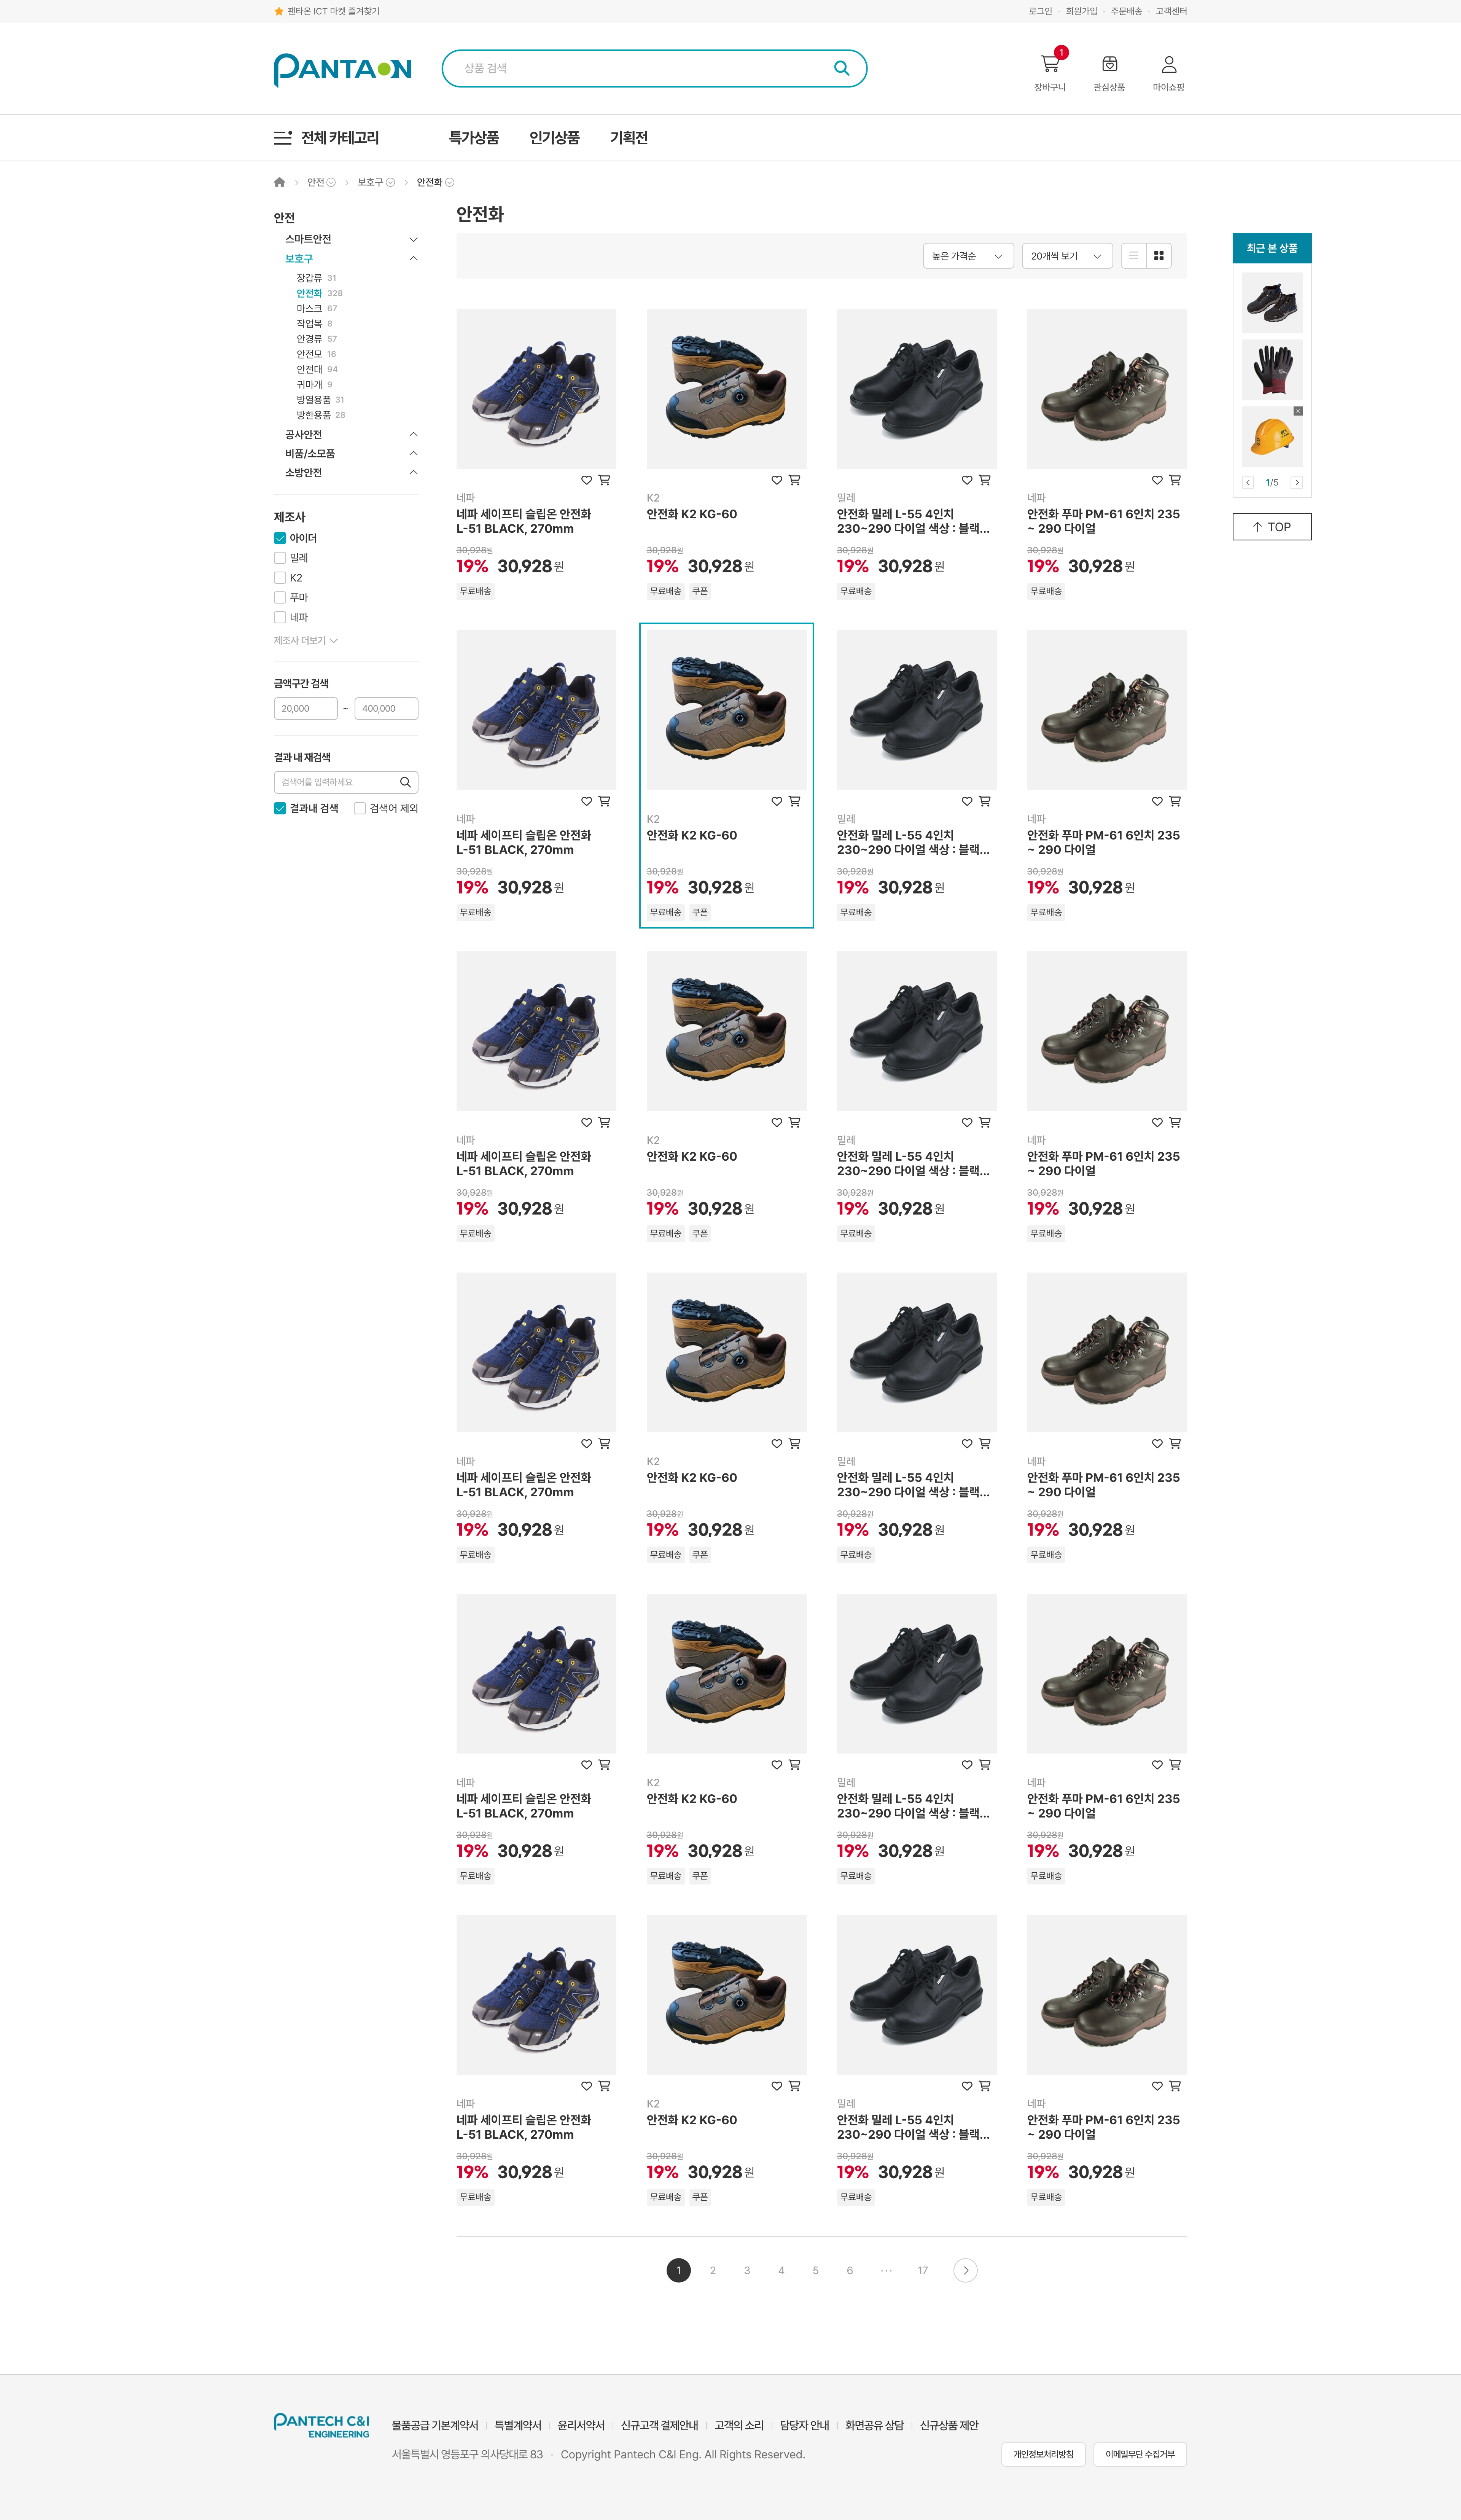 팬타온 ICT 마켓 즐겨찾기
로그인 · 회원가입 · 주문배송 · 고객센터
PANTAON
상품 검색
1
장바구니
관심상품
마이쇼핑
전체 카테고리
특가상품
인기상품
기획전
안전
보호구
안전화
안전
스마트안전
보호구
장갑류 31
안전화 328
마스크 67
작업복 8
안경류 57
안전모 16
안전대 94
귀마개 9
방열용품 31
방한용품 28
공사안전
비품/소모품
소방안전
제조사
아이더
밀레
K2
푸마
네파
제조사 더보기
금액구간 검색
20,000 ~ 400,000
결과 내 재검색
검색어를 입력하세요
결과내 검색
검색어 제외
안전화
높은 가격순
20개씩 보기
네파
네파 세이프티 슬립온 안전화
L-51 BLACK, 270mm
30,928원
19% 30,928원
무료배송
K2
안전화 K2 KG-60
30,928원
19% 30,928원
무료배송 쿠폰
밀레
안전화 밀레 L-55 4인치
230~290 다이얼 색상 : 블랙...
30,928원
19% 30,928원
무료배송
네파
안전화 푸마 PM-61 6인치 235
~ 290 다이얼
30,928원
19% 30,928원
무료배송
네파
네파 세이프티 슬립온 안전화
L-51 BLACK, 270mm
30,928원
19% 30,928원
무료배송
K2
안전화 K2 KG-60
30,928원
19% 30,928원
무료배송 쿠폰
밀레
안전화 밀레 L-55 4인치
230~290 다이얼 색상 : 블랙...
30,928원
19% 30,928원
무료배송
네파
안전화 푸마 PM-61 6인치 235
~ 290 다이얼
30,928원
19% 30,928원
무료배송
네파
네파 세이프티 슬립온 안전화
L-51 BLACK, 270mm
30,928원
19% 30,928원
무료배송
K2
안전화 K2 KG-60
30,928원
19% 30,928원
무료배송 쿠폰
밀레
안전화 밀레 L-55 4인치
230~290 다이얼 색상 : 블랙...
30,928원
19% 30,928원
무료배송
네파
안전화 푸마 PM-61 6인치 235
~ 290 다이얼
30,928원
19% 30,928원
무료배송
네파
네파 세이프티 슬립온 안전화
L-51 BLACK, 270mm
30,928원
19% 30,928원
무료배송
K2
안전화 K2 KG-60
30,928원
19% 30,928원
무료배송 쿠폰
밀레
안전화 밀레 L-55 4인치
230~290 다이얼 색상 : 블랙...
30,928원
19% 30,928원
무료배송
네파
안전화 푸마 PM-61 6인치 235
~ 290 다이얼
30,928원
19% 30,928원
무료배송
네파
네파 세이프티 슬립온 안전화
L-51 BLACK, 270mm
30,928원
19% 30,928원
무료배송
K2
안전화 K2 KG-60
30,928원
19% 30,928원
무료배송 쿠폰
밀레
안전화 밀레 L-55 4인치
230~290 다이얼 색상 : 블랙...
30,928원
19% 30,928원
무료배송
네파
안전화 푸마 PM-61 6인치 235
~ 290 다이얼
30,928원
19% 30,928원
무료배송
네파
네파 세이프티 슬립온 안전화
L-51 BLACK, 270mm
30,928원
19% 30,928원
무료배송
K2
안전화 K2 KG-60
30,928원
19% 30,928원
무료배송 쿠폰
밀레
안전화 밀레 L-55 4인치
230~290 다이얼 색상 : 블랙...
30,928원
19% 30,928원
무료배송
네파
안전화 푸마 PM-61 6인치 235
~ 290 다이얼
30,928원
19% 30,928원
무료배송
최근 본 상품
1/5
TOP
1 2 3 4 5 6 ··· 17
PANTECH C&I
ENGINEERING
물품공급 기본계약서 | 특별계약서 | 윤리서약서 | 신규고객 결제안내 | 고객의 소리 | 담당자 안내 | 화면공유 상담 | 신규상품 제안
서울특별시 영등포구 의사당대로 83 · Copyright Pantech C&I Eng. All Rights Reserved.
개인정보처리방침
이메일무단 수집거부